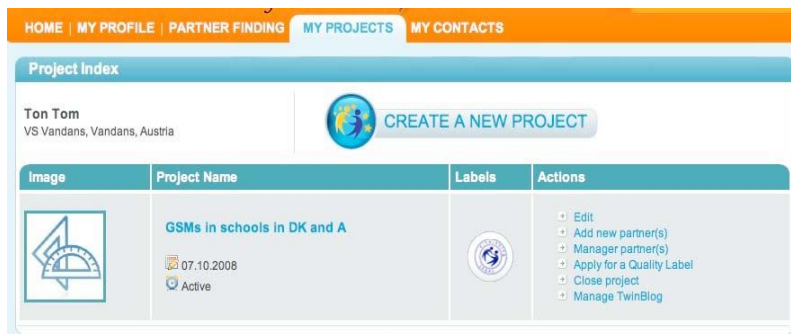 HOME | MY PROFILE | PARTNER FINDING MY PROJECTS MY CONTACTS
Project Index
Ton Tom
VS Vandans, Vandans, Austria
CREATE A NEW PROJECT
Image Project Name Labels Actions
GSMs in schools in DK and A
07.10.2008
Active
Edit
Add new partner(s)
Manager partner(s)
Apply for a Quality Label
Close project
Manage TwinBlog